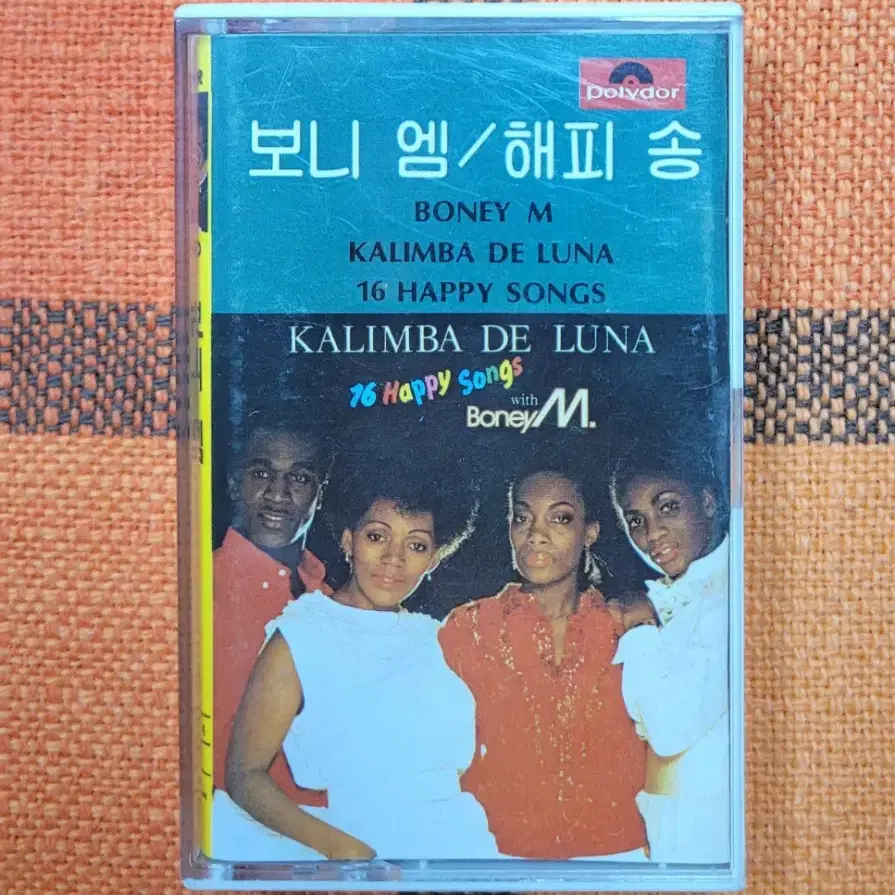 polydor
보니 엠/해피 송
BONEY M
KALIMBA DE LUNA
16 HAPPY SONGS
KALIMBA DE LUNA
16 Happy Songs
with
Boney M.